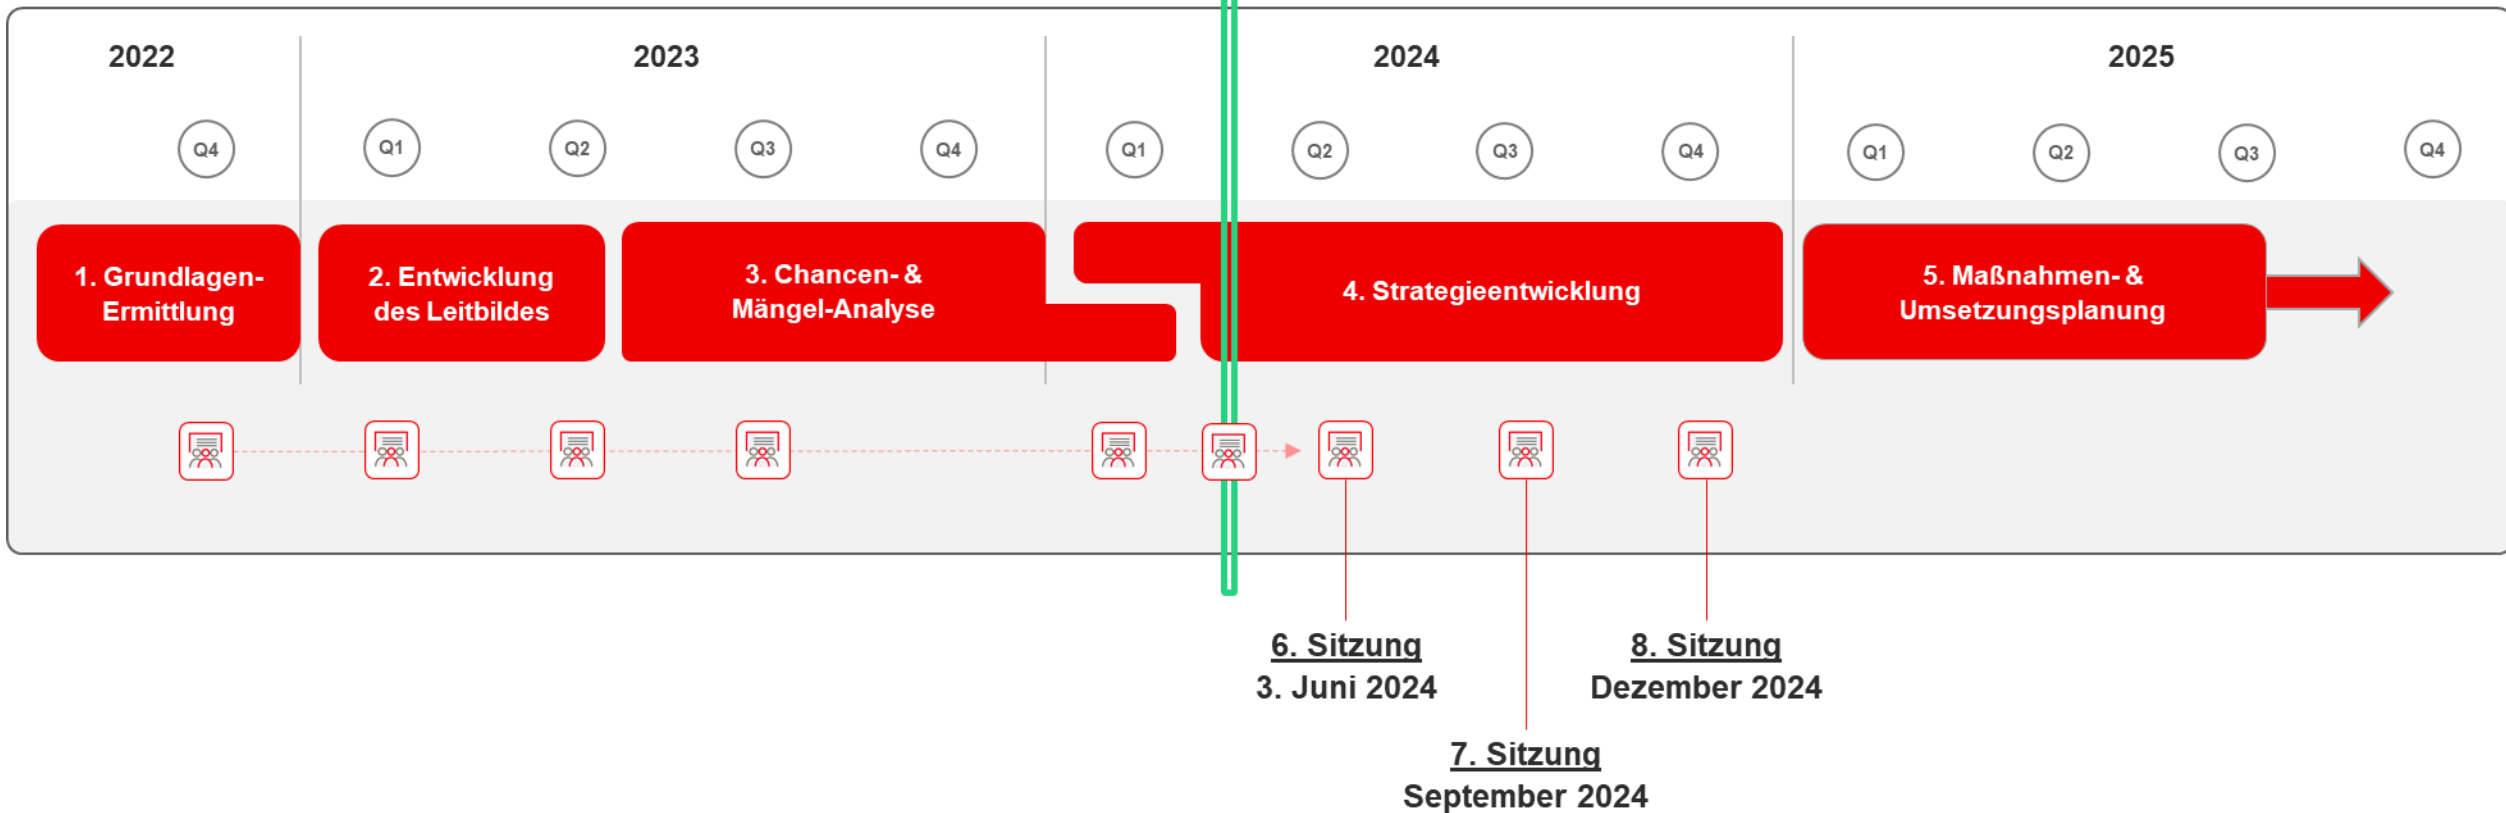 2022
2023
2024
2025
Q4
Q1
Q2
Q3
Q4
Q1
Q2
Q3
Q4
Q1
Q2
Q3
Q4
1. Grundlagen-
Ermittlung
2. Entwicklung
des Leitbildes
3. Chancen- &
Mängel-Analyse
4. Strategieentwicklung
5. Maßnahmen- &
Umsetzungsplanung
6. Sitzung
3. Juni 2024
8. Sitzung
Dezember 2024
7. Sitzung
September 2024